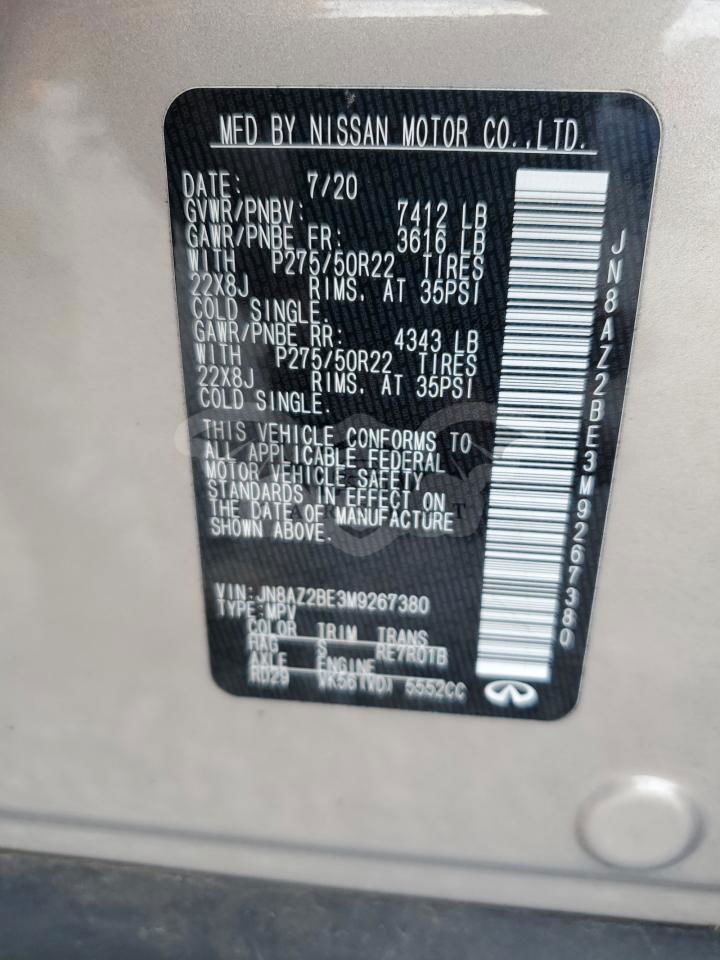 MFD BY NISSAN MOTOR CO.,LTD.
DATE: 7/20
GVWR/PNBV: 7412 LB
GAWR/PNBE FR: 3616 LB
WITH P275/50R22 TIRES
22X8J RIMS. AT 35PSI
COLD SINGLE.
GAWR/PNBE RR: 4343 LB
WITH P275/50R22 TIRES
22X8J RIMS. AT 35PSI
COLD SINGLE.
THIS VEHICLE CONFORMS TO
ALL APPLICABLE FEDERAL
MOTOR VEHICLE SAFETY
STANDARDS IN EFFECT ON
THE DATE OF MANUFACTURE
SHOWN ABOVE.
VIN:JN8AZ2BE3M9267380
TYPE:MPV
COLOR TRIM TRANS
S RE7R01B
AXLE ENGINE
RD29 5552CC
JN8AZ2BE3M9267380